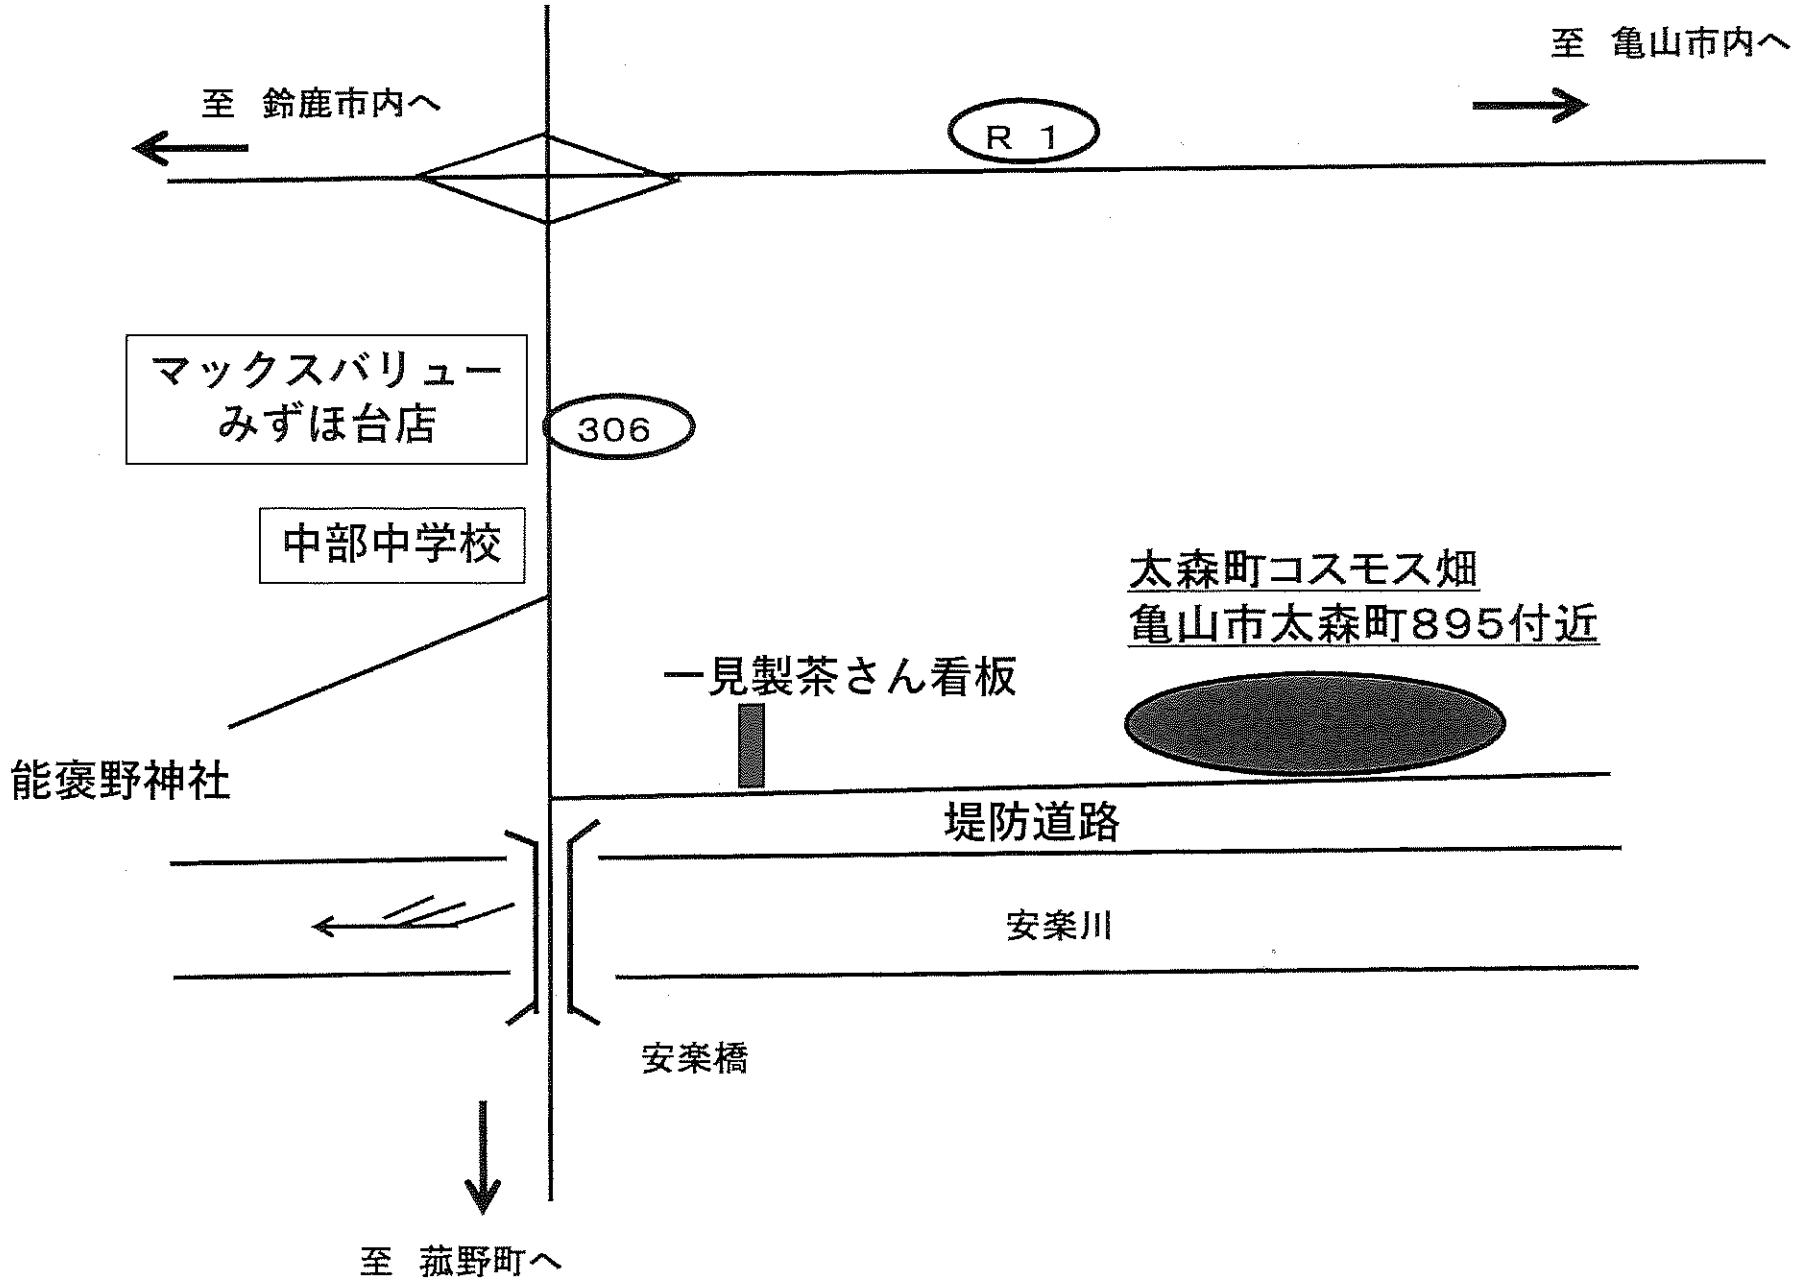 至 亀山市内へ
至 鈴鹿市内へ
R 1
マックスバリュー
みずほ台店
306
中部中学校
太森町コスモス畑
亀山市太森町895付近
一見製茶さん看板
能褒野神社
堤防道路
安楽川
安楽橋
至 菰野町へ